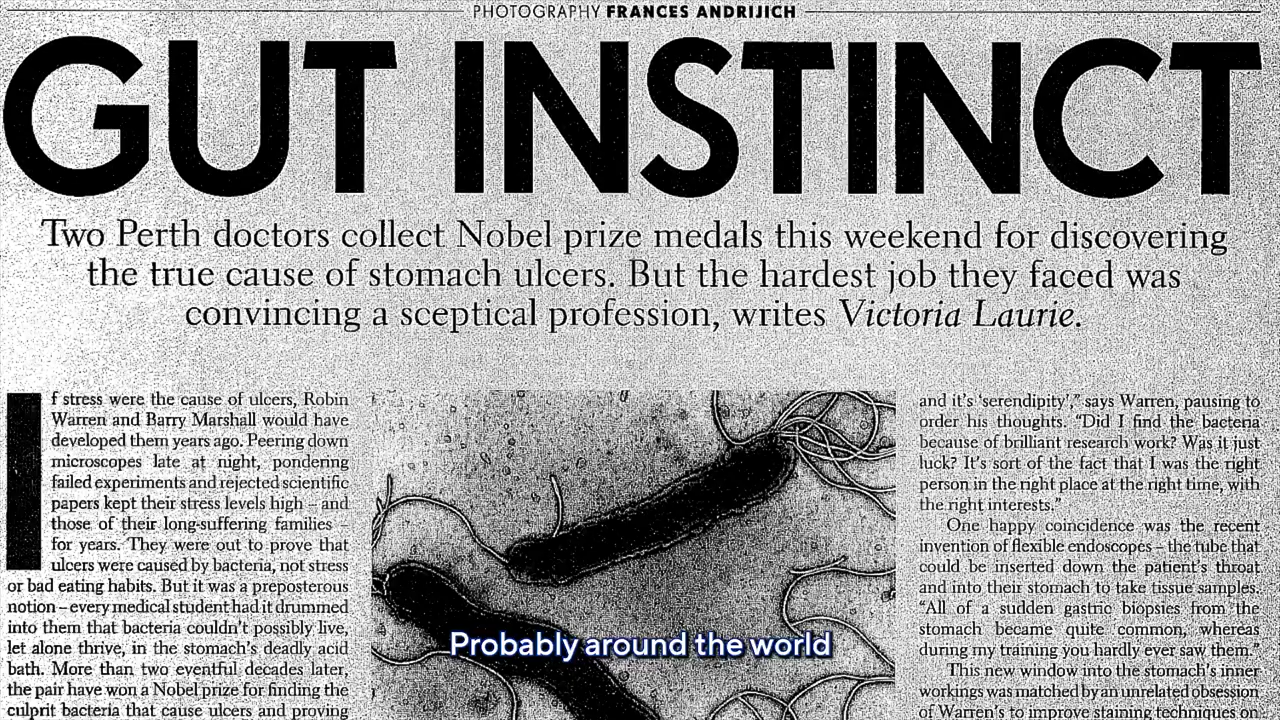 PHOTOGRAPHY FRANCES ANDRIJICH
GUT INSTINCT
Two Perth doctors collect Nobel prize medals this weekend for discovering
the true cause of stomach ulcers. But the hardest job they faced was
convincing a sceptical profession, writes Victoria Laurie.
If stress were the cause of ulcers, Robin
Warren and Barry Marshall would have
developed them years ago. Peering down
microscopes late at night, pondering
failed experiments and rejected scientific
papers kept their stress levels high – and
those of their long-suffering families –
for years. They were out to prove that
ulcers were caused by bacteria, not stress
or bad eating habits. But it was a preposterous
notion – every medical student had it drummed
into them that bacteria couldn't possibly live,
let alone thrive, in the stomach's deadly acid
bath. More than two eventful decades later,
the pair have won a Nobel prize for finding the
culprit bacteria that cause ulcers and proving
and it's 'serendipity'," says Warren, pausing to
order his thoughts. "Did I find the bacteria
because of brilliant research work? Was it just
luck? It's sort of the fact that I was the right
person in the right place at the right time, with
the right interests."
One happy coincidence was the recent
invention of flexible endoscopes – the tube that
could be inserted down the patient's throat
and into their stomach to take tissue samples.
"All of a sudden gastric biopsies from the
stomach became quite common, whereas
during my training you hardly ever saw them."
This new window into the stomach's inner
workings was matched by an unrelated obsession
of Warren's to improve staining techniques on
Probably around the world